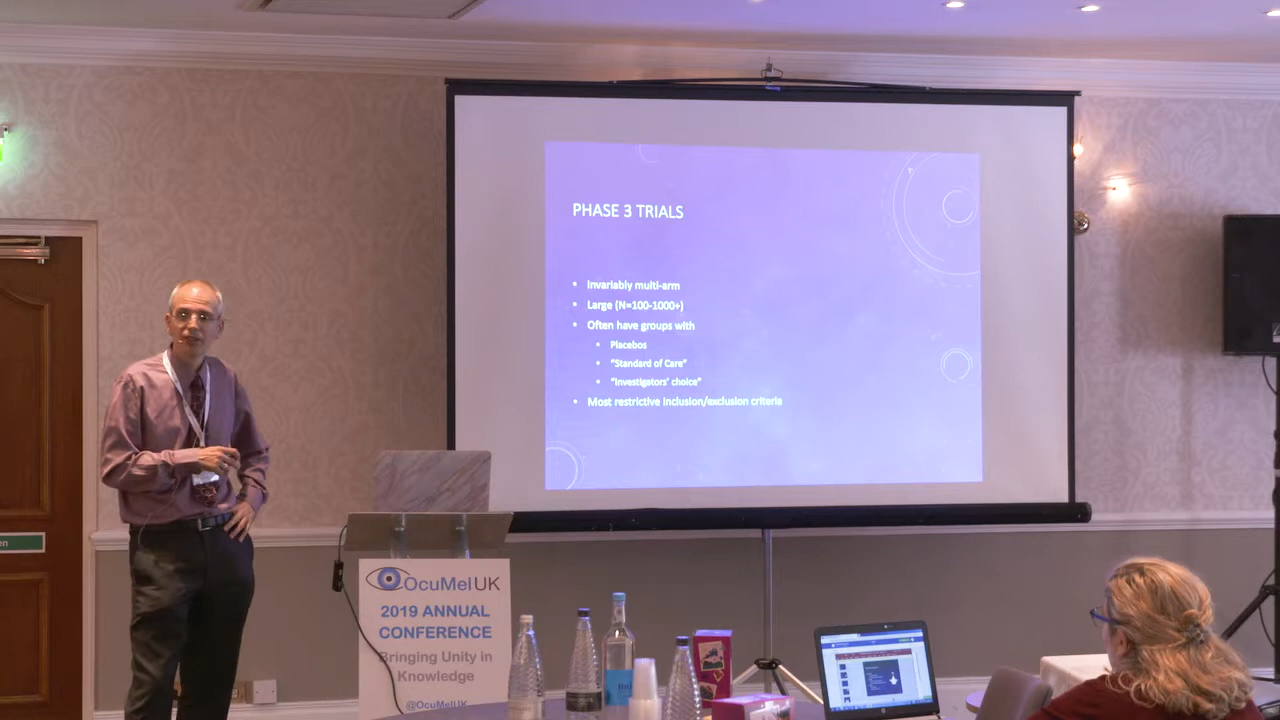 PHASE 3 TRIALS
• Invariably multi-arm
• Large (N=100-1000+)
• Often have groups with
• Placebos
• "Standard of Care"
• "Investigators' choice"
• Most restrictive inclusion/exclusion criteria
OcuMelUK
2019 ANNUAL
CONFERENCE
Bringing Unity in
Knowledge
@OcuMelUK